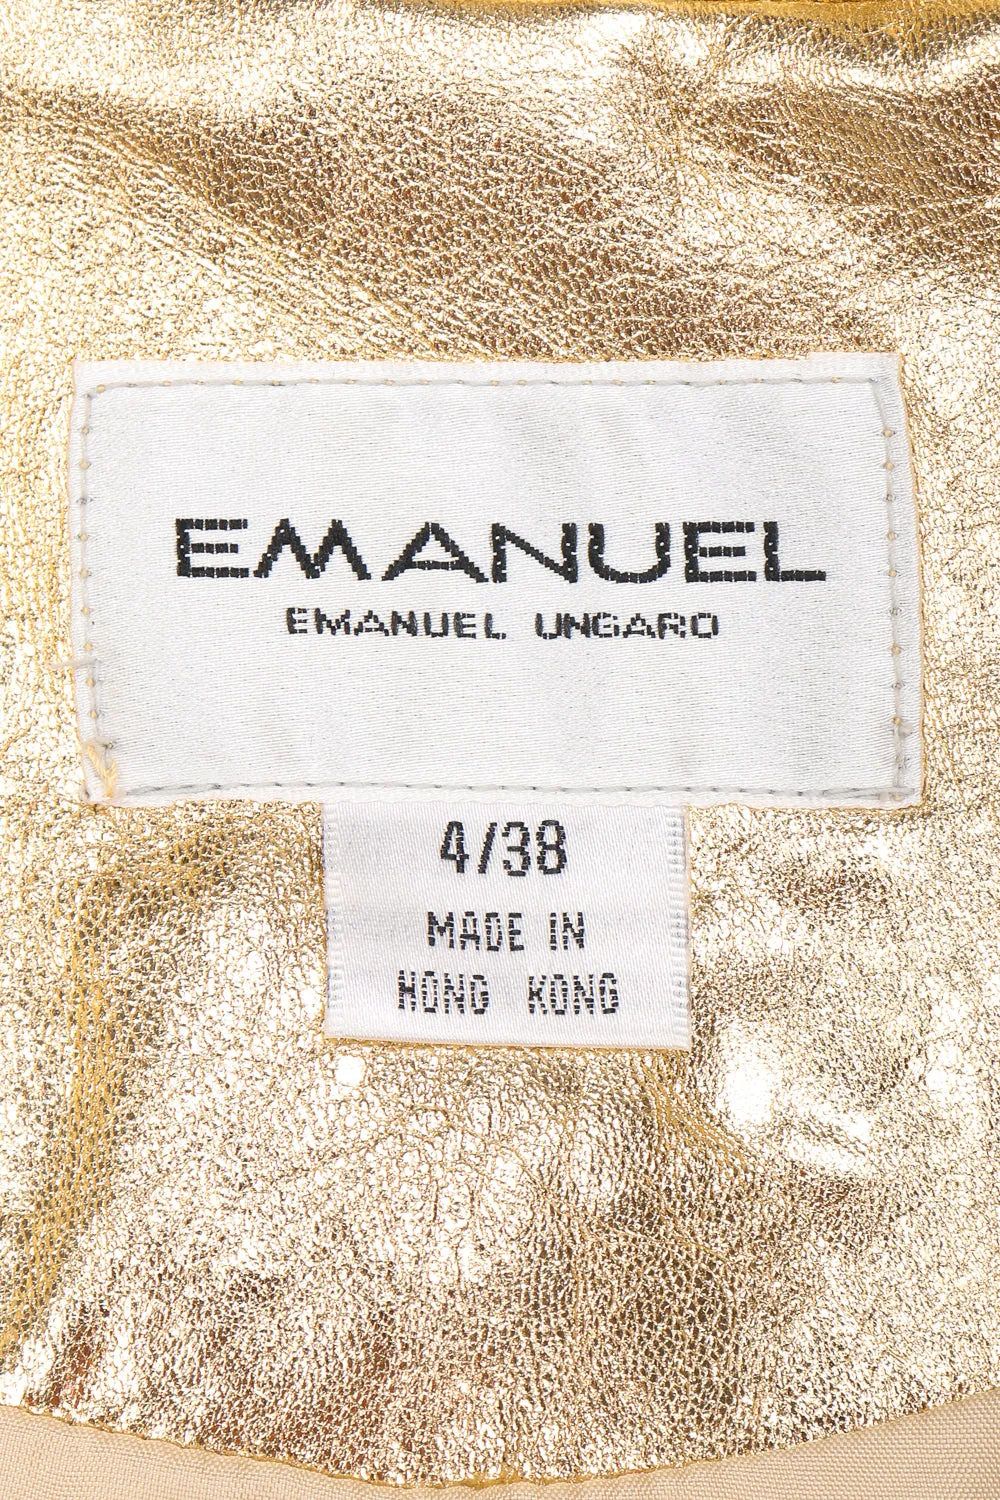 EMANUEL
EMANUEL UNGARO
4/38
MADE IN
HONG KONG